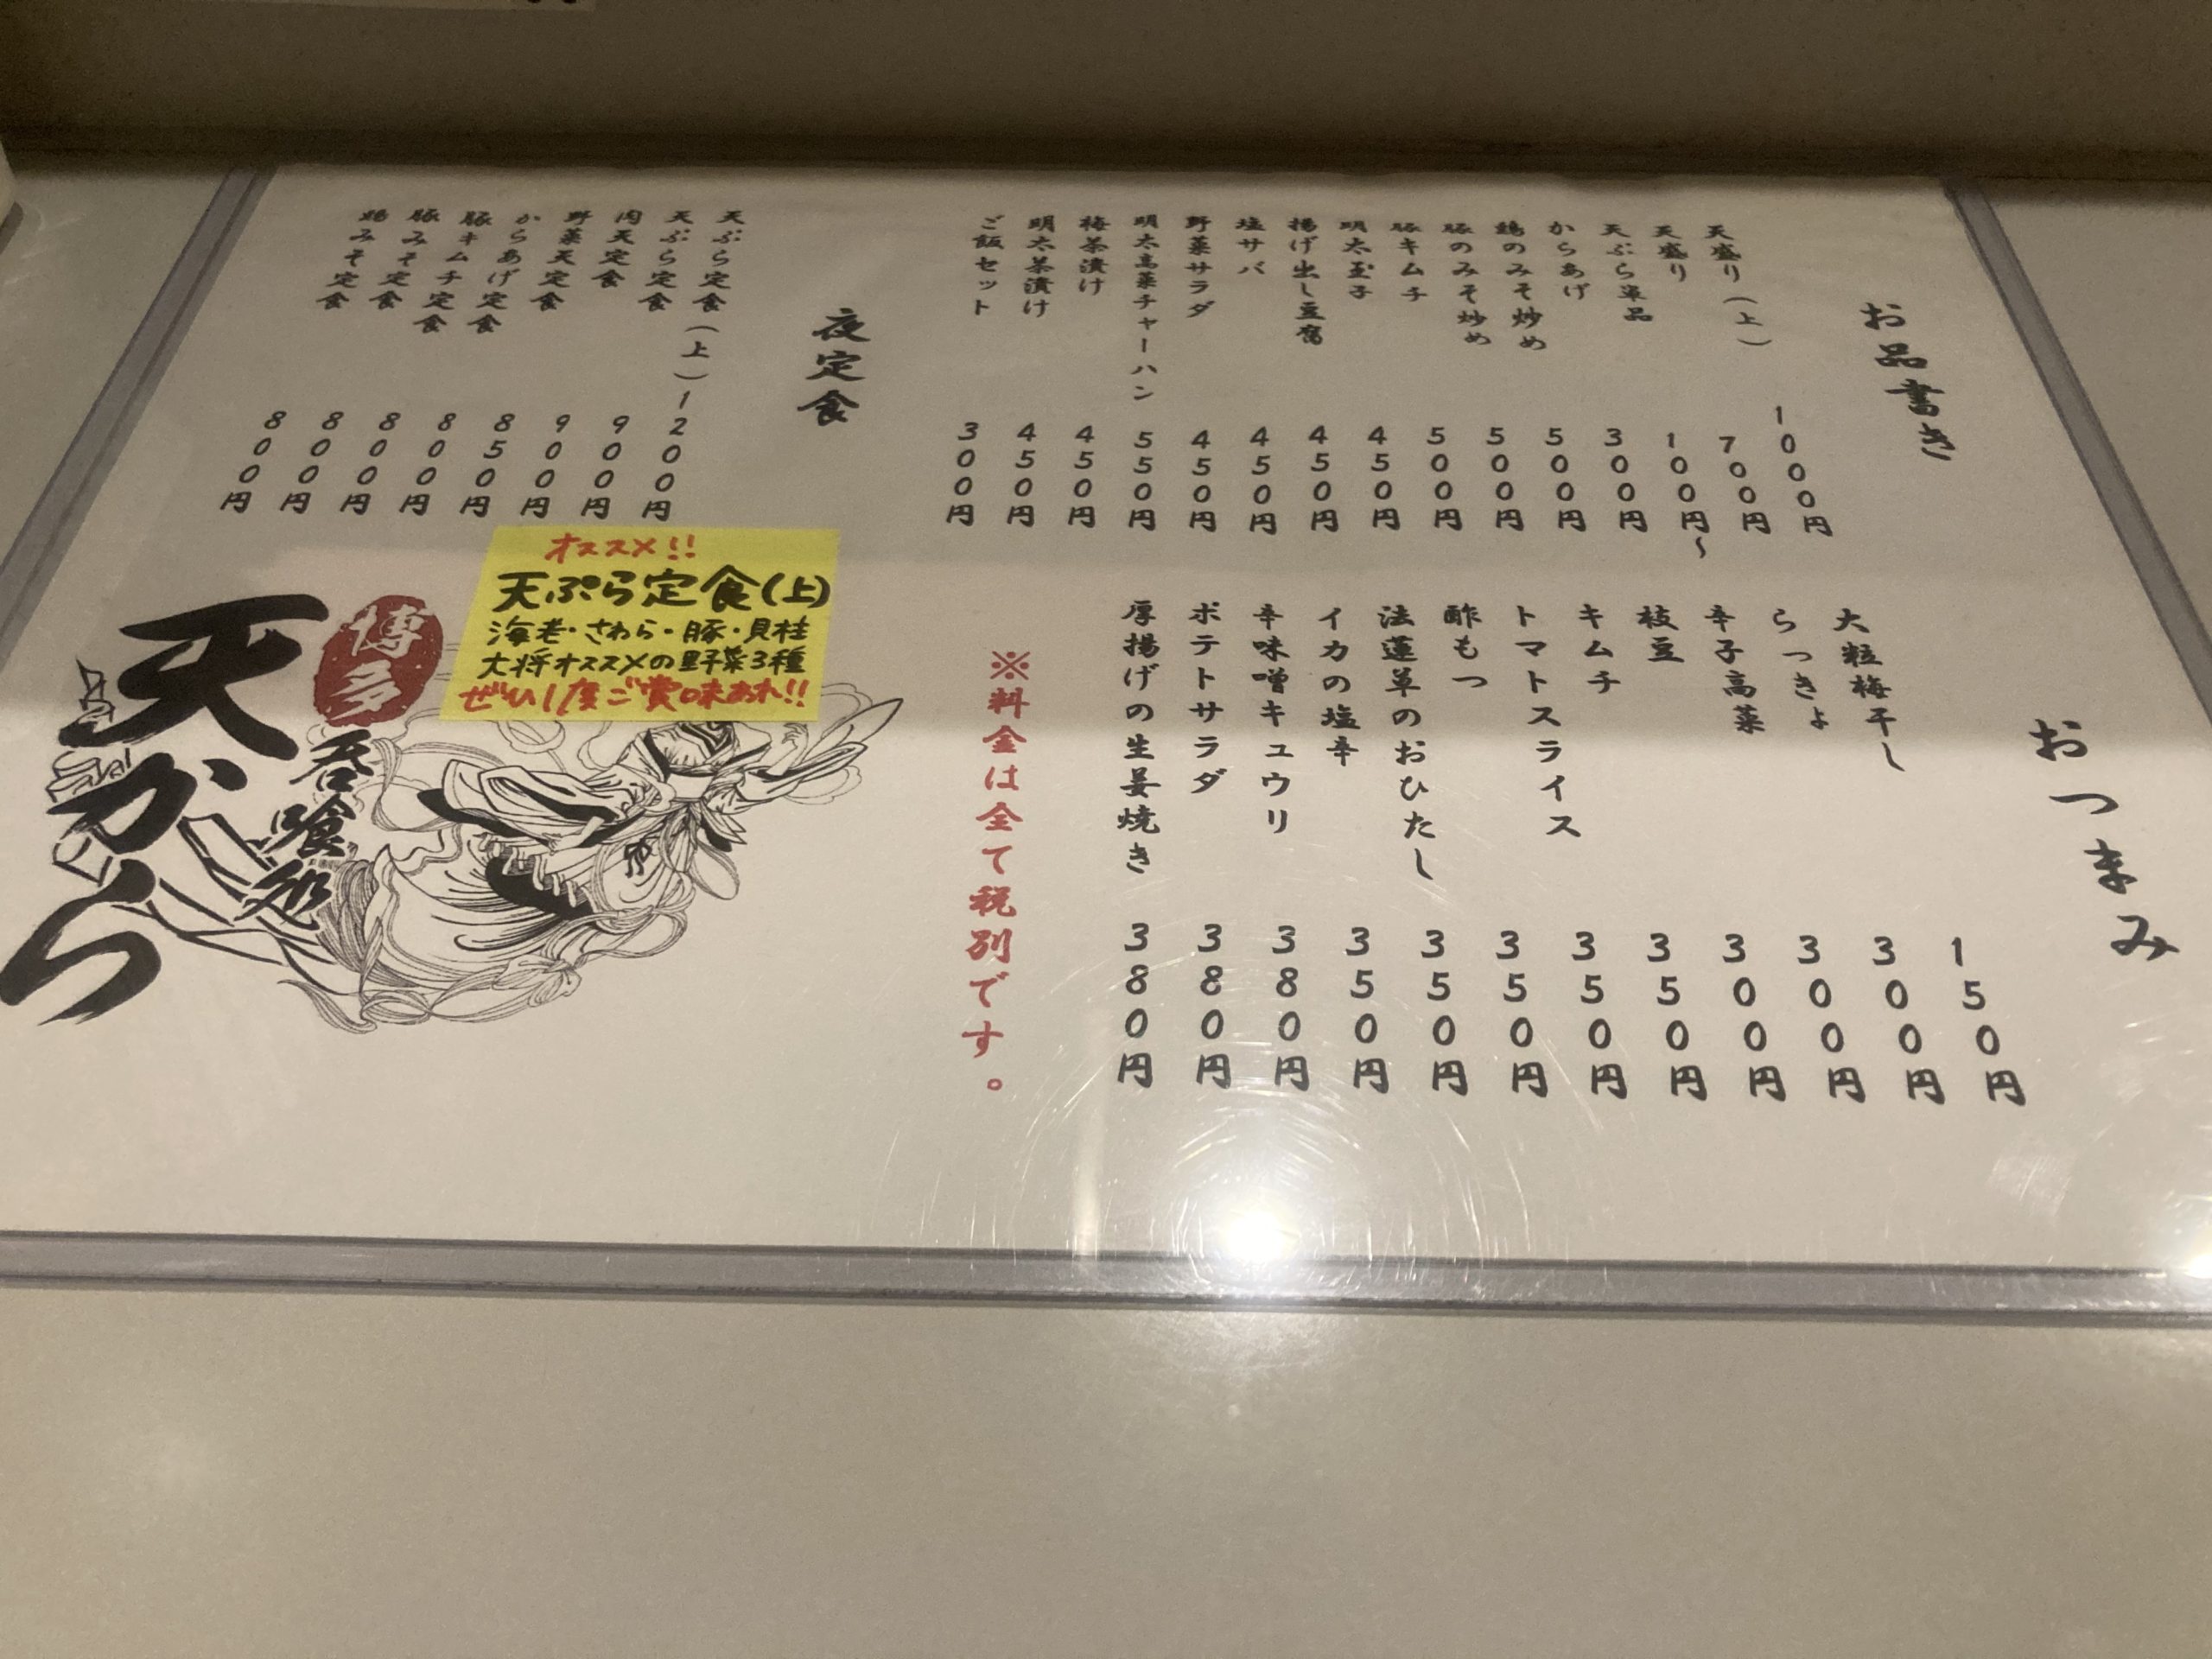 お品書き
天盛り(上) 1000円
天盛り 700円
天ぷら単品 100円~
からあげ 300円
鶏のみそ炒め 500円
豚のみそ炒め 500円
豚キムチ 500円
明太玉子 450円
揚げ出し豆腐 450円
塩サバ 450円
野菜サラダ 450円
明太高菜チャーハン 550円
梅茶漬け 450円
明太茶漬け 450円
ご飯セット 300円
夜定食
天ぷら定食(上) 1200円
天ぷら定食 900円
肉天定食 900円
野菜天定食 850円
からあげ定食 800円
豚キムチ定食 800円
豚みそ定食 800円
鶏みそ定食 800円
おつまみ
大粒梅干し 150円
らっきょ 300円
辛子高菜 300円
枝豆 300円
キムチ 350円
トマトスライス 350円
酢もつ 350円
法蓮草のおひたし 350円
イカの塩辛 350円
辛味噌キュウリ 380円
ポテトサラダ 380円
厚揚げの生姜焼き 380円
※料金は全て税別です。
オススメ!!
天ぷら定食(上)
海老・さわら・豚・貝柱
大将オススメの野菜3種
ぜひ1度ご賞味あれ!!
博多
呑喰処
天から